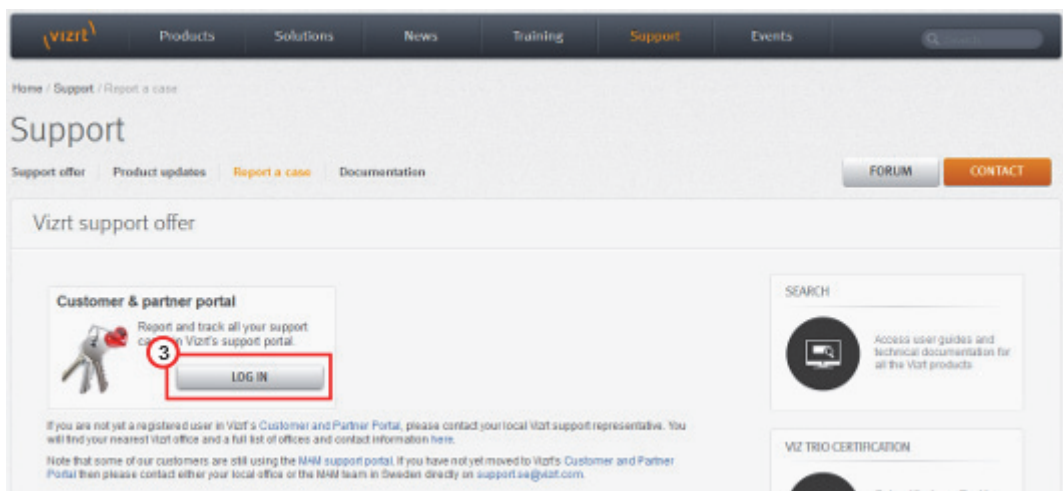 vizrt Products Solutions News Training Support Events Search
Home / Support / Report a case
Support
Support offer Product updates Report a case Documentation
FORUM CONTACT
Vizrt support offer
Customer & partner portal
Report and track all your support
in Vizrt's support portal.
3
LOG IN
If you are not yet a registered user in Vizrt's Customer and Partner Portal, please contact your local Vizrt support representative. You
will find your nearest Vizrt office and a full list of offices and contact information here.
Note that some of our customers are still using the MAM support portal. If you have not yet moved to Vizrt's Customer and Partner
Portal then please contact either your local office or the MAM team in Sweden directly on support.se@vizrt.com.
SEARCH
Access user guides and
technical documentation for
all the Vizrt products
VIZ TRIO CERTIFICATION